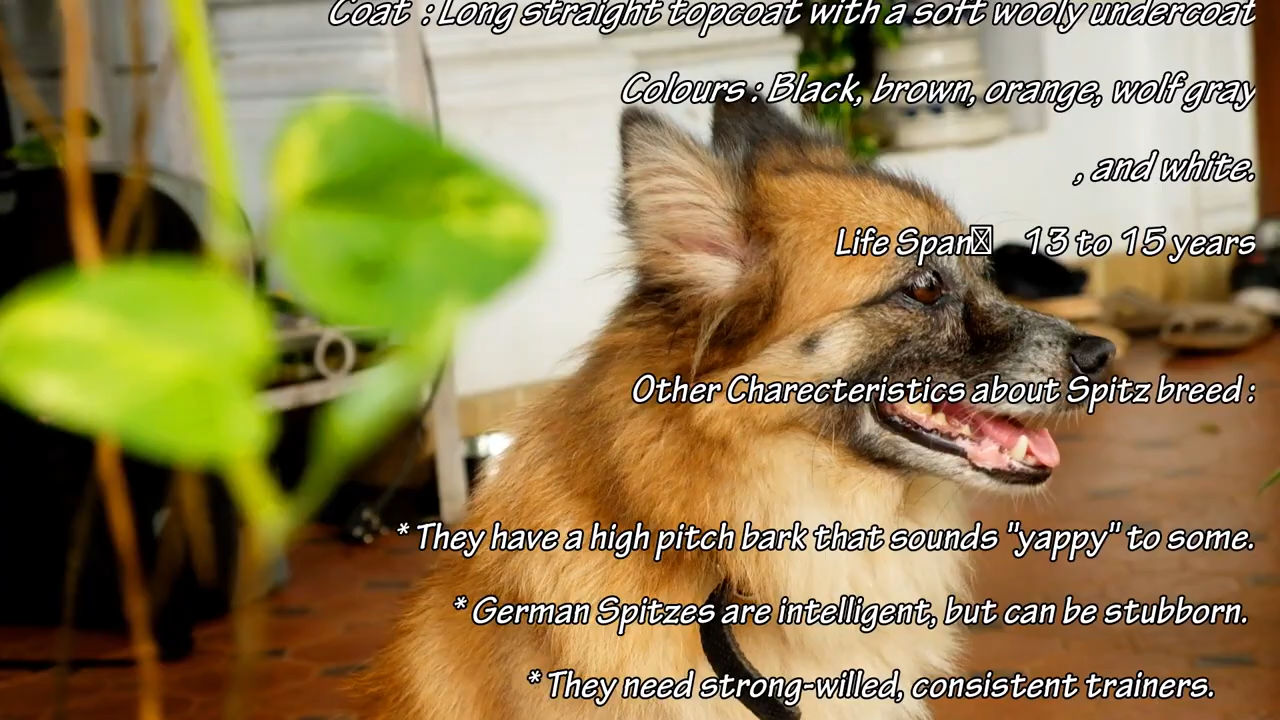 Coat : Long straight topcoat with a soft wooly undercoat
Colours : Black, brown, orange, wolf gray
, and white.
Life Span 13 to 15 years
Other Charecteristics about Spitz breed :
* They have a high pitch bark that sounds "yappy" to some.
* German Spitzes are intelligent, but can be stubborn.
* They need strong-willed, consistent trainers.